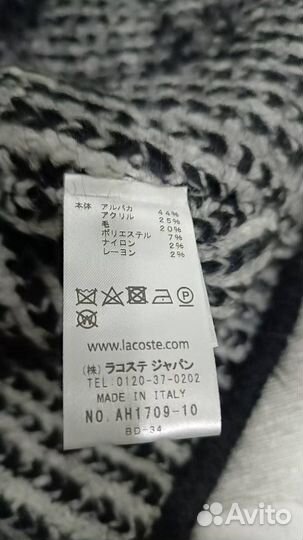 本体 アルパカ 44%
アクリル 25%
毛 20%
ポリエステル 7%
ナイロン 2%
レーヨン 2%
P
W
www.lacoste.com
(株) ラコステ ジャパン
TEL.0120-37-0202
MADE IN ITALY
NO.AH1709-10
BD-34
Avito